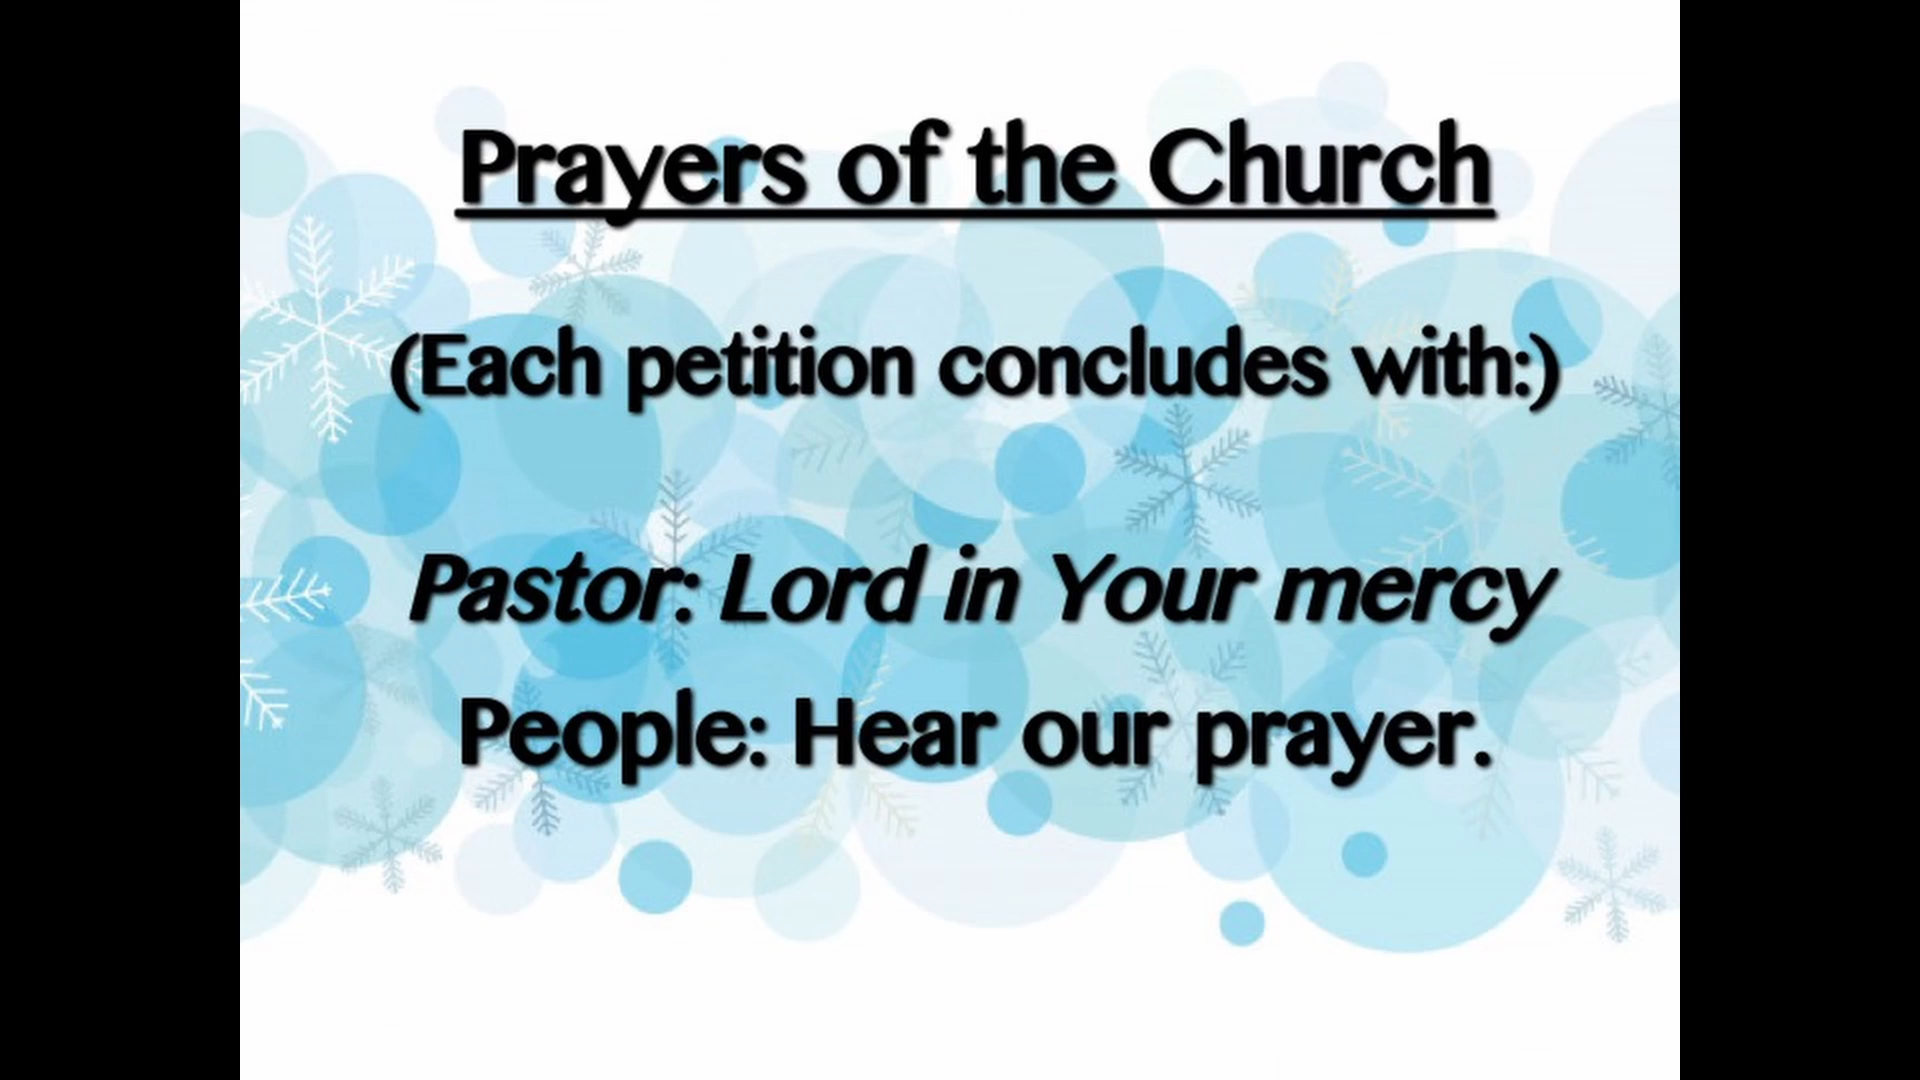 Prayers of the Church
(Each petition concludes with:)
Pastor: Lord in Your mercy
People: Hear our prayer.